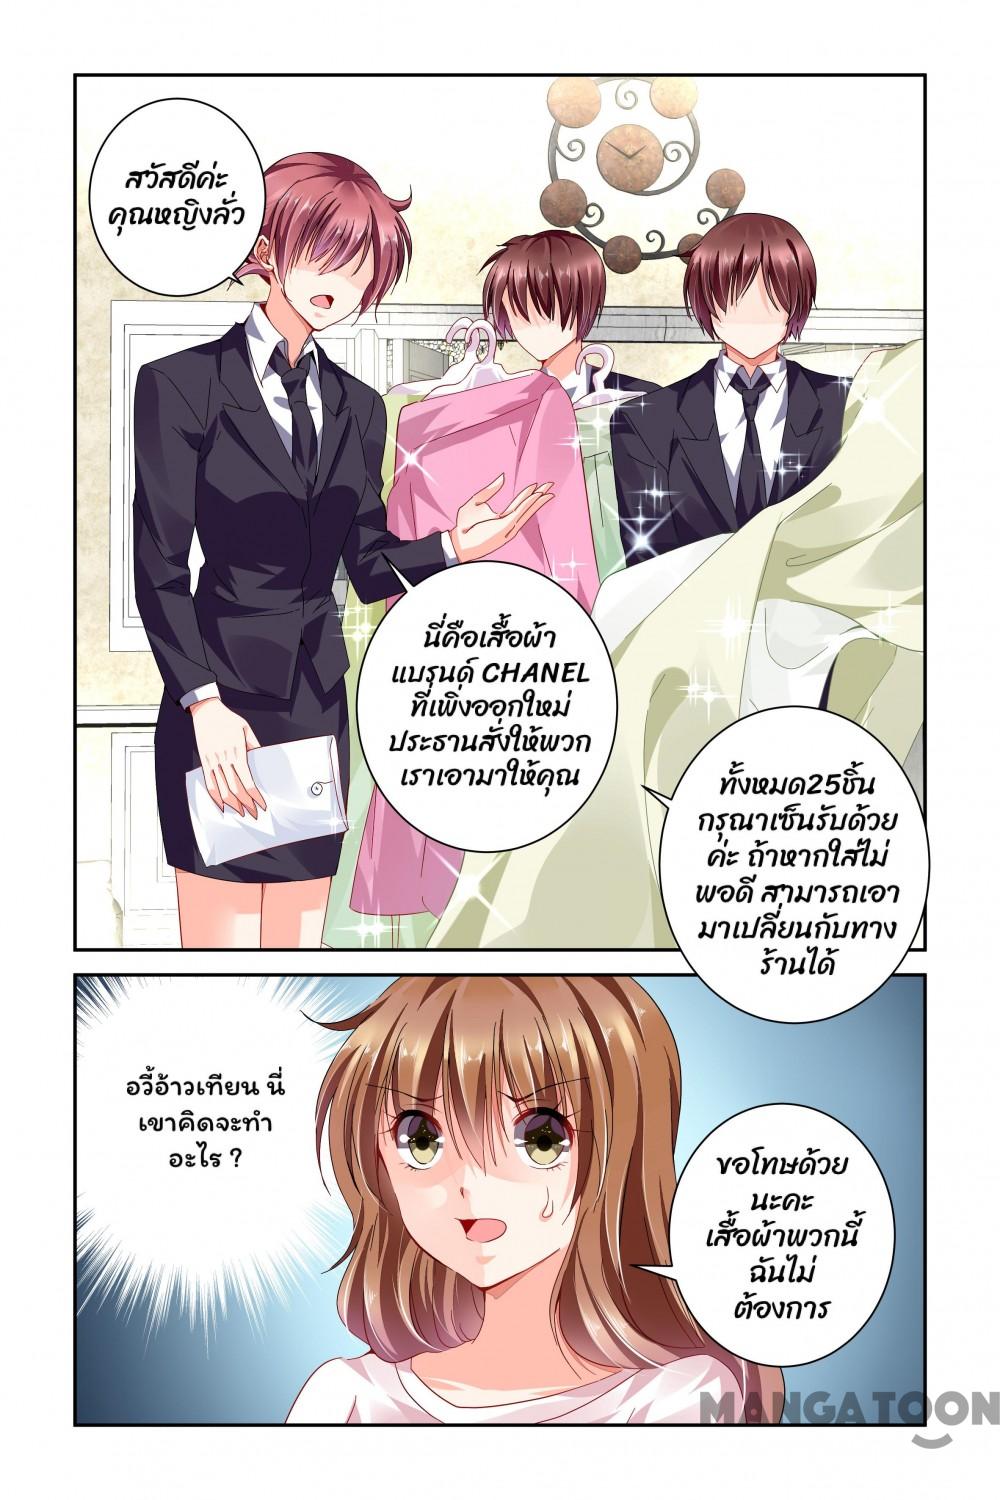 สวัสดีค่ะ
คุณหญิงลั่ว
นี่คือเสื้อผ้า
แบรนด์ CHANEL
ที่เพิ่งออกใหม่
ประธานสั่งให้พวก
เราเอามาให้คุณ
ทั้งหมด25ชิ้น
กรุณาเซ็นรับด้วย
ค่ะ ถ้าหากใส่ไม่
พอดี สามารถเอา
มาเปลี่ยนกับทาง
ร้านได้
อวี้อ้าวเทียน นี่
เขาคิดจะทำ
อะไร ?
ขอโทษด้วย
นะคะ
เสื้อผ้าพวกนี้
ฉันไม่
ต้องการ
MANGATOON